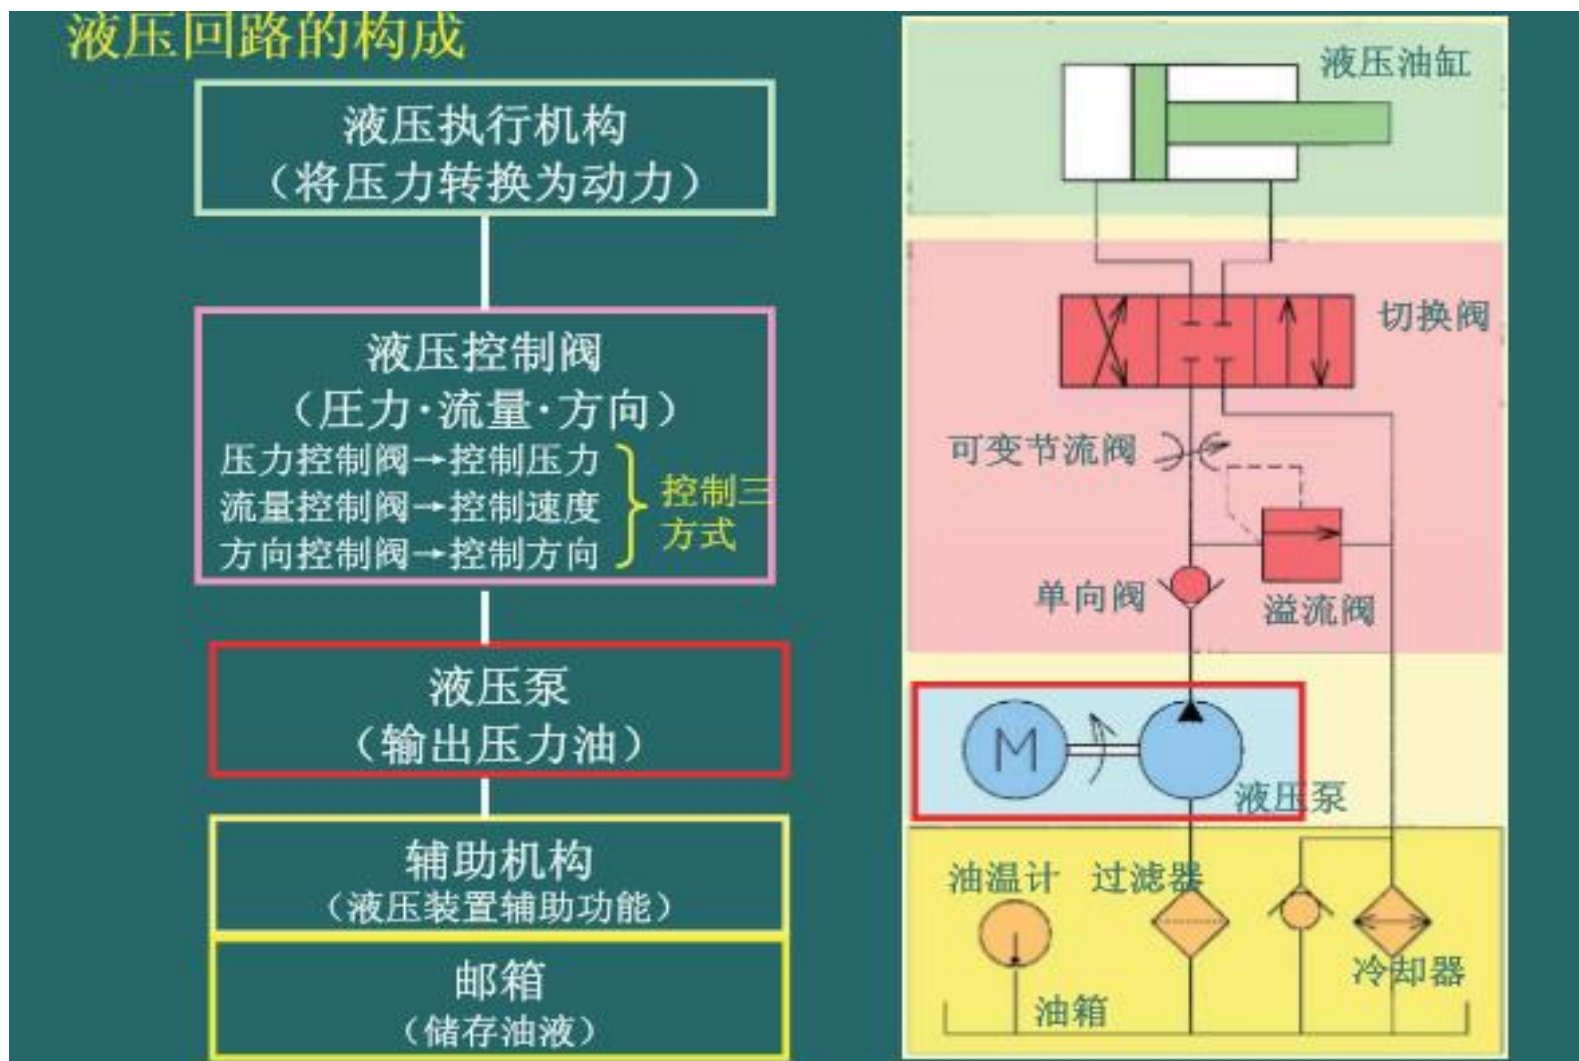 液压回路的构成
液压执行机构
（将压力转换为动力）
液压控制阀
（圧力·流量·方向）
压力控制阀→控制压力
流量控制阀→控制速度
方向控制阀→控制方向
控制三
方式
液压泵
（输出压力油）
辅助机构
（液压装置辅助功能）
邮箱
（储存油液）
液压油缸
切换阀
可变节流阀
单向阀
溢流阀
M
液压泵
油温计
过滤器
冷却器
油箱